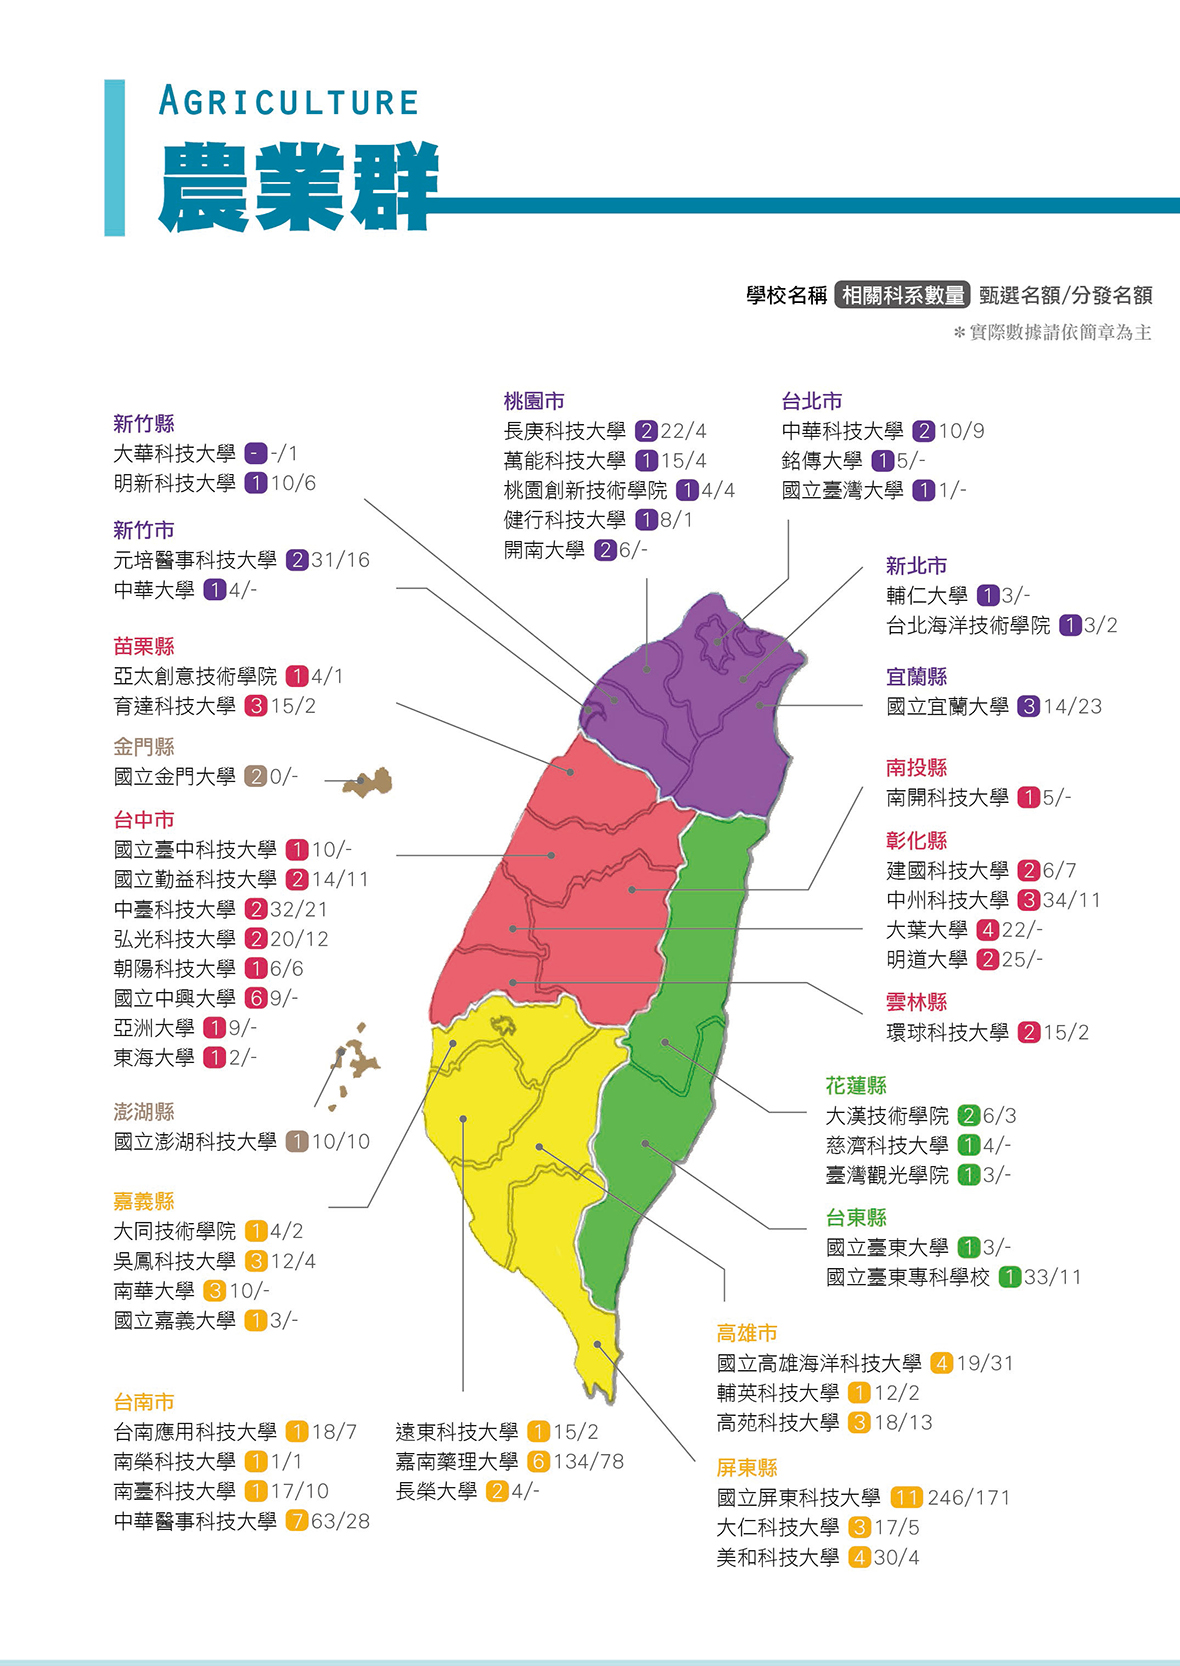 AGRICULTURE
農業群
學校名稱 相關科系數量 甄選名額/分發名額
＊實際數據請依簡章為主
新竹縣
大華科技大學 - -/1
明新科技大學 1 10/6
新竹市
元培醫事科技大學 2 31/16
中華大學 1 4/-
苗栗縣
亞太創意技術學院 1 4/1
育達科技大學 3 15/2
金門縣
國立金門大學 2 0/-
台中市
國立臺中科技大學 1 10/-
國立勤益科技大學 2 14/11
中臺科技大學 2 32/21
弘光科技大學 2 20/12
朝陽科技大學 1 6/6
國立中興大學 6 9/-
亞洲大學 1 9/-
東海大學 1 2/-
澎湖縣
國立澎湖科技大學 1 10/10
嘉義縣
大同技術學院 1 4/2
吳鳳科技大學 3 12/4
南華大學 3 10/-
國立嘉義大學 1 3/-
台南市
台南應用科技大學 1 18/7
南榮科技大學 1 1/1
南臺科技大學 1 17/10
中華醫事科技大學 7 63/28
遠東科技大學 1 15/2
嘉南藥理大學 6 134/78
長榮大學 2 4/-
桃園市
長庚科技大學 2 22/4
萬能科技大學 1 15/4
桃園創新技術學院 1 4/4
健行科技大學 1 8/1
開南大學 2 6/-
台北市
中華科技大學 2 10/9
銘傳大學 1 5/-
國立臺灣大學 1 1/-
新北市
輔仁大學 1 3/-
台北海洋技術學院 1 3/2
宜蘭縣
國立宜蘭大學 3 14/23
南投縣
南開科技大學 1 5/-
彰化縣
建國科技大學 2 6/7
中州科技大學 3 34/11
大葉大學 4 22/-
明道大學 2 25/-
雲林縣
環球科技大學 2 15/2
花蓮縣
大漢技術學院 2 6/3
慈濟科技大學 1 4/-
臺灣觀光學院 1 3/-
台東縣
國立臺東大學 1 3/-
國立臺東專科學校 1 33/11
高雄市
國立高雄海洋科技大學 4 19/31
輔英科技大學 1 12/2
高苑科技大學 3 18/13
屏東縣
國立屏東科技大學 11 246/171
大仁科技大學 3 17/5
美和科技大學 4 30/4